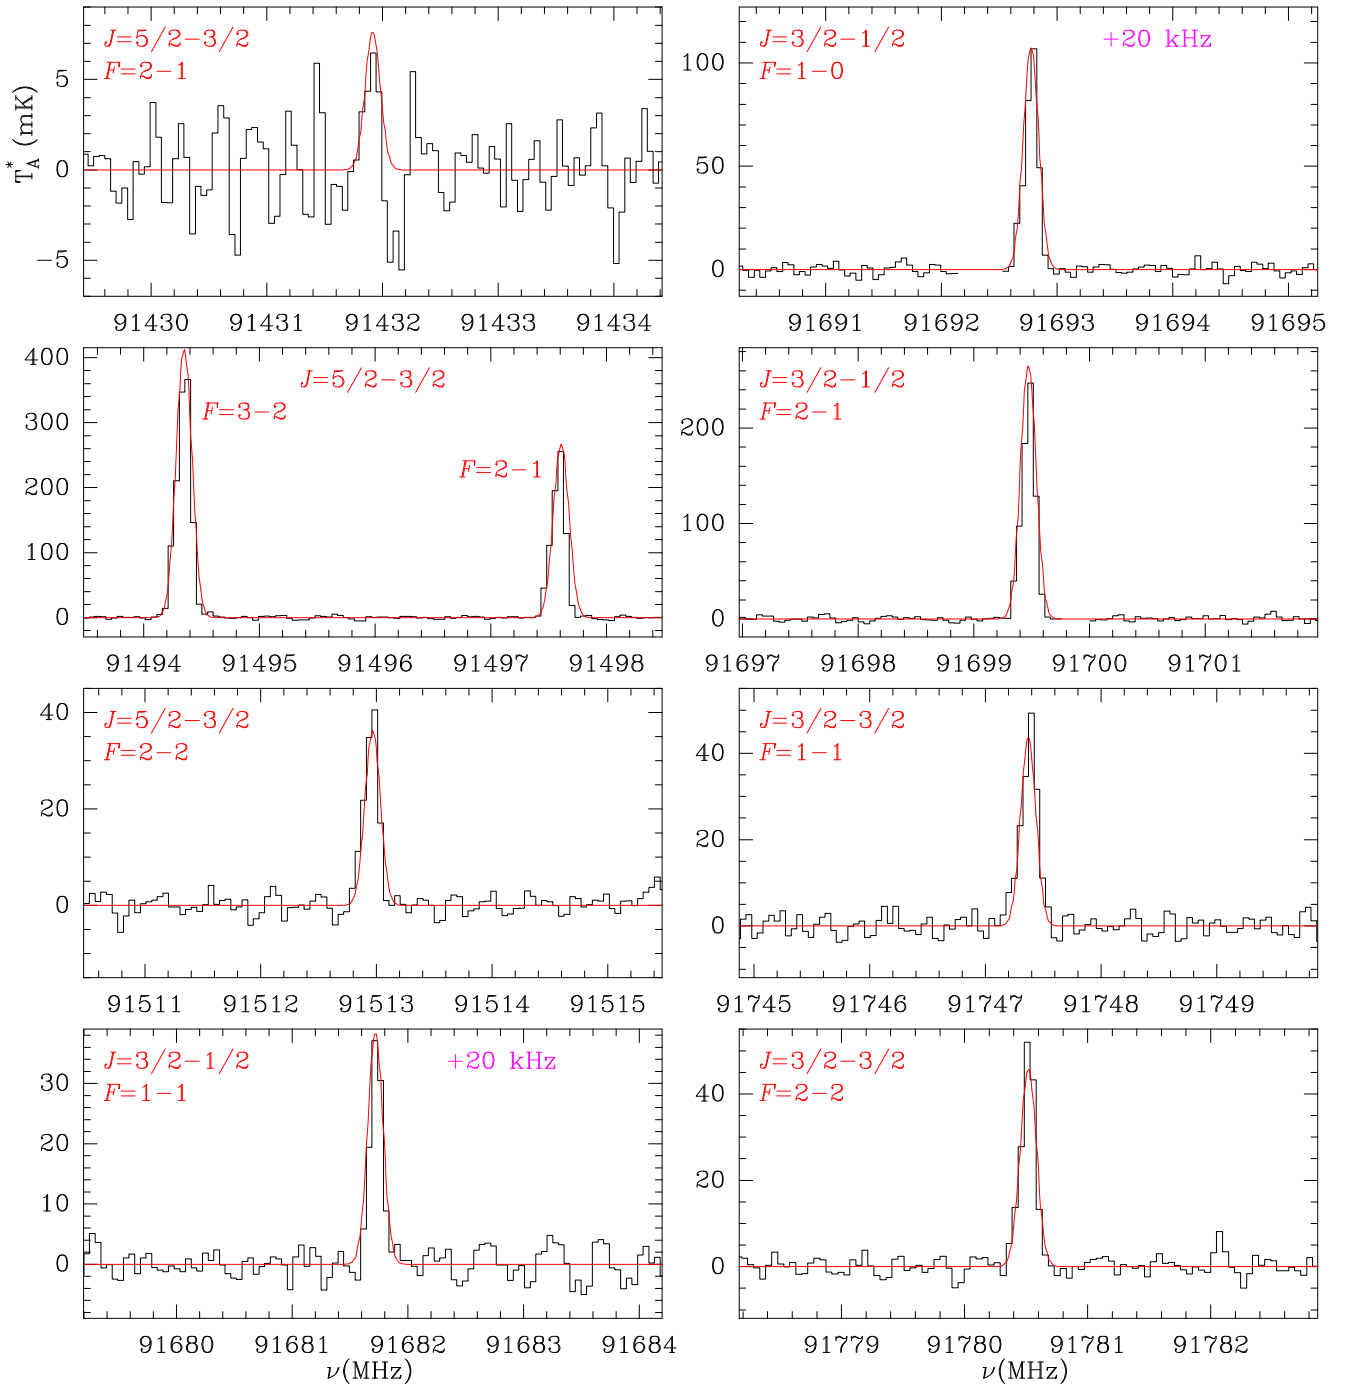 J=5/2−3/2
F=2−1
T*A (mK)
5
0
−5
91430 91431 91432 91433 91434
J=3/2−1/2 +20 kHz
F=1−0
100
50
0
91691 91692 91693 91694 91695
J=5/2−3/2
F=3−2
F=2−1
400
300
200
100
0
91494 91495 91496 91497 91498
J=3/2−1/2
F=2−1
200
100
0
91697 91698 91699 91700 91701
J=5/2−3/2
F=2−2
40
20
0
91511 91512 91513 91514 91515
J=3/2−3/2
F=1−1
40
20
0
91745 91746 91747 91748 91749
J=3/2−1/2 +20 kHz
F=1−1
30
20
10
0
91680 91681 91682 91683 91684
ν(MHz)
J=3/2−3/2
F=2−2
40
20
0
91779 91780 91781 91782
ν(MHz)